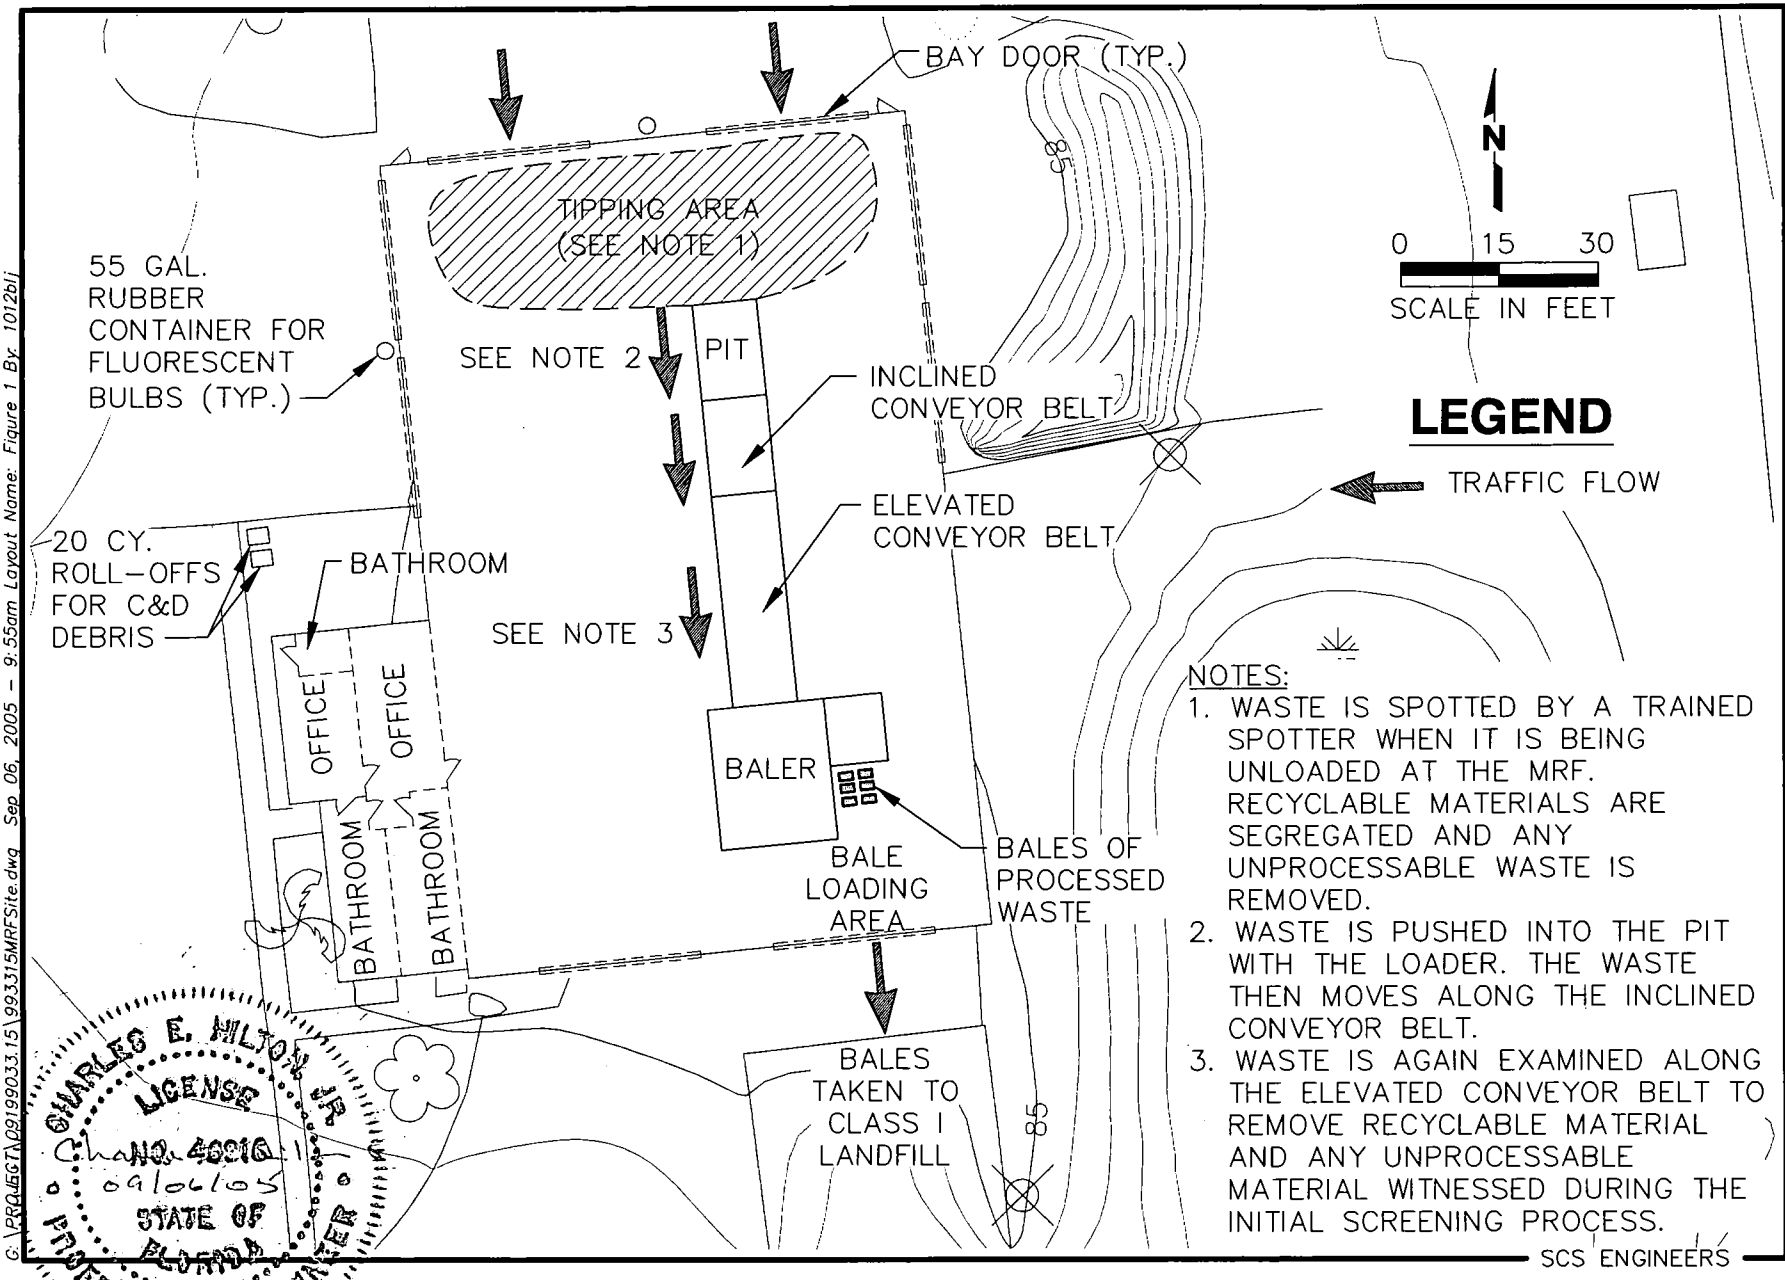 BAY DOOR (TYP.)
N
0 15 30
SCALE IN FEET
85
TIPPING AREA
(SEE NOTE 1)
55 GAL.
RUBBER
CONTAINER FOR
FLUORESCENT
BULBS (TYP.)
SEE NOTE 2
PIT
INCLINED
CONVEYOR BELT
LEGEND
TRAFFIC FLOW
ELEVATED
CONVEYOR BELT
20 CY.
ROLL-OFFS
FOR C&D
DEBRIS
BATHROOM
SEE NOTE 3
OFFICE
OFFICE
BALER
BATHROOM
BATHROOM
BALE
LOADING
AREA
BALES OF
PROCESSED
WASTE
BALES
TAKEN TO
CLASS I
LANDFILL
85
NOTES:
1. WASTE IS SPOTTED BY A TRAINED
SPOTTER WHEN IT IS BEING
UNLOADED AT THE MRF.
RECYCLABLE MATERIALS ARE
SEGREGATED AND ANY
UNPROCESSABLE WASTE IS
REMOVED.
2. WASTE IS PUSHED INTO THE PIT
WITH THE LOADER. THE WASTE
THEN MOVES ALONG THE INCLINED
CONVEYOR BELT.
3. WASTE IS AGAIN EXAMINED ALONG
THE ELEVATED CONVEYOR BELT TO
REMOVE RECYCLABLE MATERIAL
AND ANY UNPROCESSABLE
MATERIAL WITNESSED DURING THE
INITIAL SCREENING PROCESS.
SCS ENGINEERS
G:\PROJECT\09199033.15\993315MRFSite.dwg Sep 06, 2005 - 9:55am Layout Name: Figure 1 By: 1012blj
CHARLES E. HILTON, JR.
LICENSE
NO.
09/06/05
STATE OF
FLORIDA